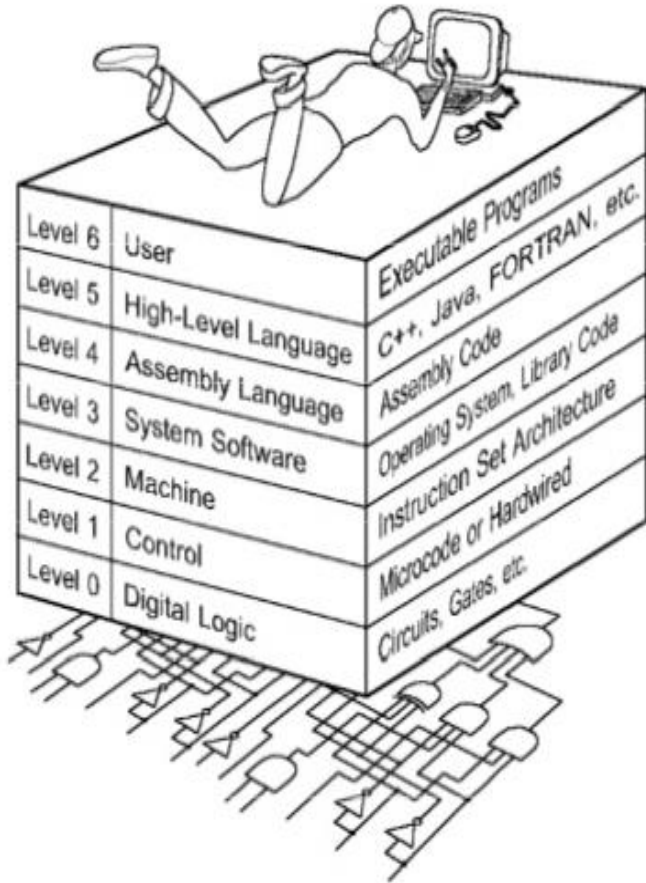 Level 6 User Executable Programs
Level 5 High-Level Language C++, Java, FORTRAN, etc.
Level 4 Assembly Language Assembly Code
Level 3 System Software Operating System, Library Code
Level 2 Machine Instruction Set Architecture
Level 1 Control Microcode or Hardwired
Level 0 Digital Logic Circuits, Gates, etc.